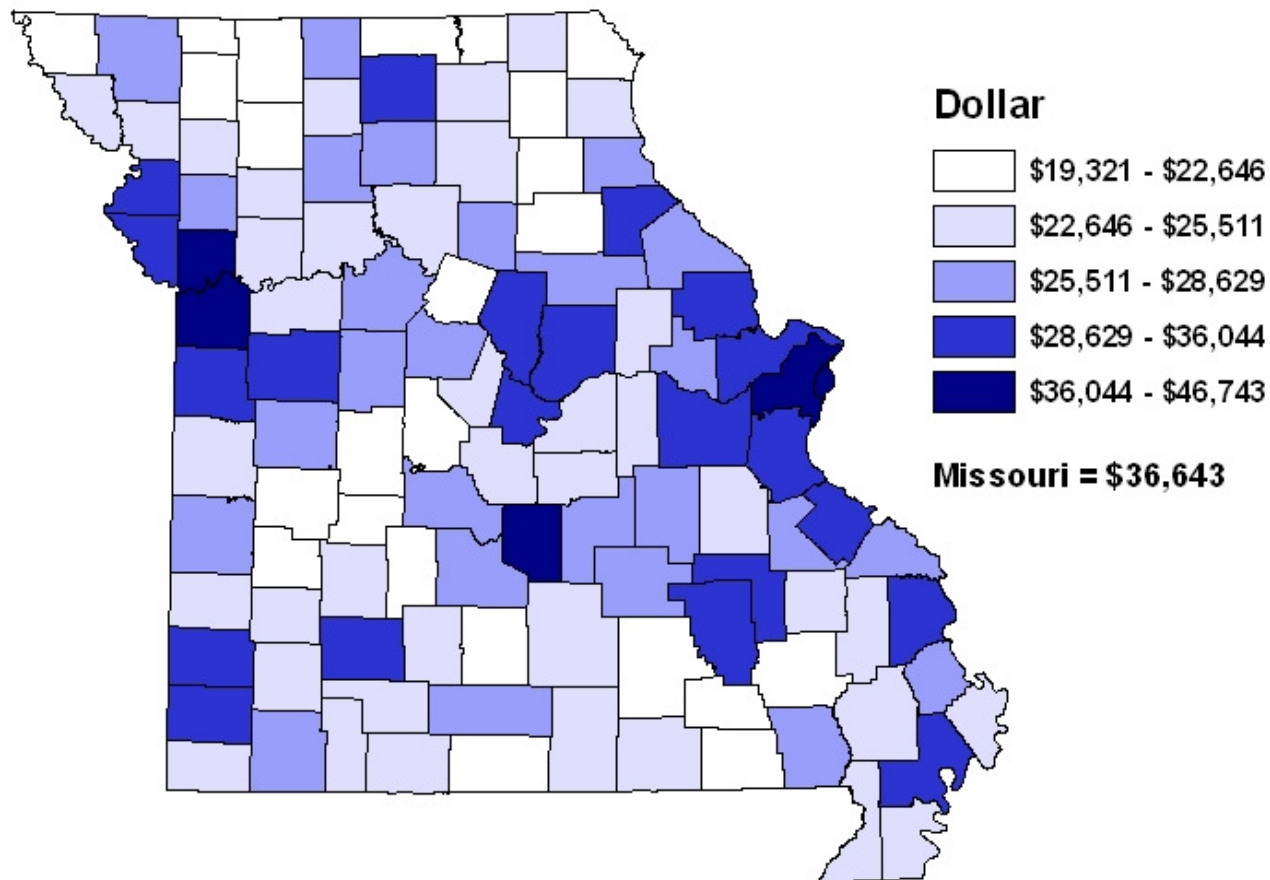 Dollar
$19,321 - $22,646
$22,646 - $25,511
$25,511 - $28,629
$28,629 - $36,044
$36,044 - $46,743
Missouri = $36,643